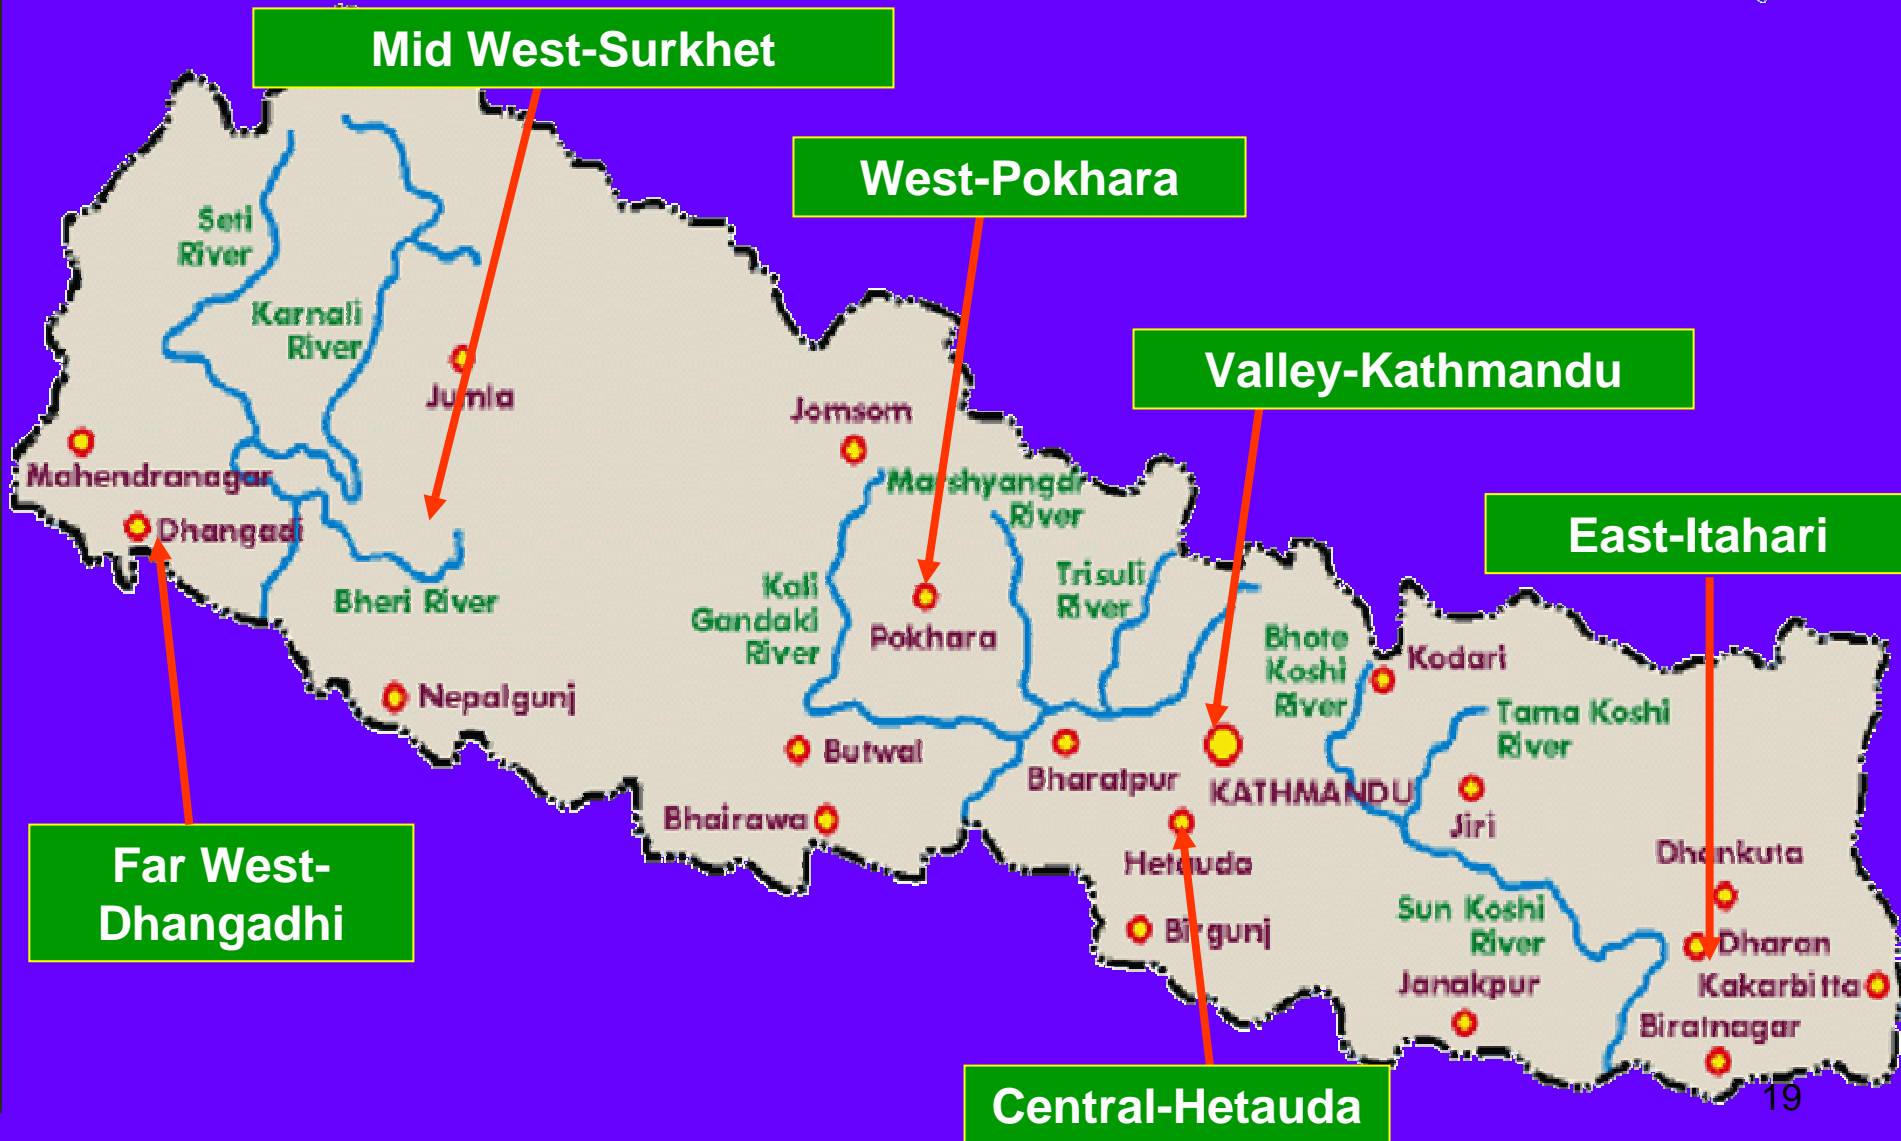 Mid West-Surkhet
West-Pokhara
Seti
River
Karnali
River
Valley-Kathmandu
Jumla
Jomsom
Mahendranagar
Marshyangdi
River
Dhangadi
East-Itahari
Trisuli
River
Kali
Gandaki
River
Bheri River
Pokhara
Bhote
Koshi
River
Kodari
Nepalgunj
Tama Koshi
River
Butwal
Bharatpur
KATHMANDU
Bhairawa
Jiri
Far West-
Dhangadhi
Hetauda
Dhankuta
Sun Koshi
River
Birgunj
Dharan
Janakpur
Kakarbitta
Biratnagar
Central-Hetauda
19